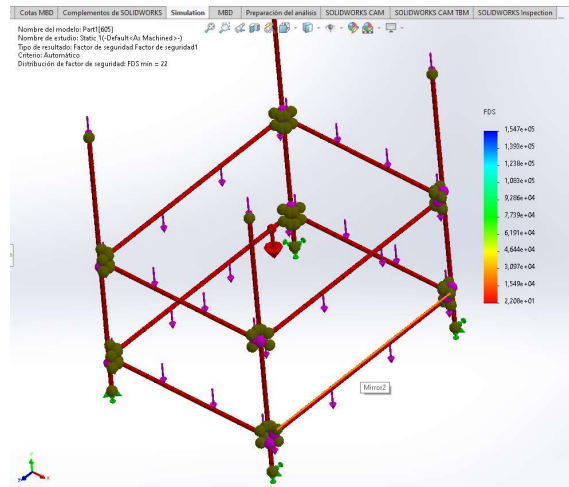 Cotas MBD Complementos de SOLIDWORKS Simulation MBD Preparación del análisis SOLIDWORKS CAM SOLIDWORKS CAM TBM SOLIDWORKS Inspection
Nombre del modelo: Part1[605]
Nombre de estudio: Static 1(-Default<As Machined>-)
Tipo de resultado: Factor de seguridad Factor de seguridad1
Criterio: Automático
Distribución de factor de seguridad: FDS mín = 22
FDS
1,547e+05
1,393e+05
1,238e+05
1,083e+05
9,286e+04
7,739e+04
6,191e+04
4,644e+04
3,097e+04
1,549e+04
2,208e+01
Mirror2
Y
X
Z